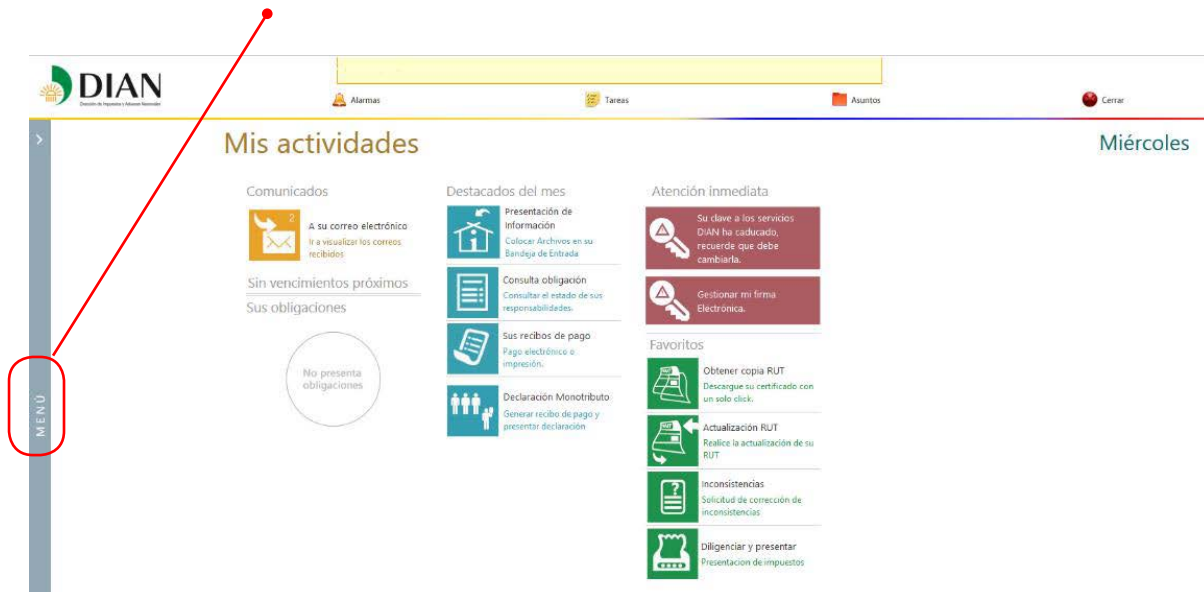 DIAN
Dirección de Impuestos y Aduanas Nacionales
Alarmas
Tareas
Asuntos
Cerrar
Mis actividades
Miércoles
MENÚ
Comunicados
2
A su correo electrónico
Ir a visualizar los correos
recibidos
Sin vencimientos próximos
Sus obligaciones
No presenta
obligaciones
Destacados del mes
Presentación de
Información
Colocar Archivos en su
Bandeja de Entrada
Consulta obligación
Consultar el estado de sus
responsabilidades.
Sus recibos de pago
Pago electrónico o
impresión.
Declaración Monotributo
Generar recibo de pago y
presentar declaración
Atención inmediata
Su clave a los servicios
DIAN ha caducado,
recuerde que debe
cambiarla.
Gestionar mi firma
Electrónica.
Favoritos
Obtener copia RUT
Descargue su certificado con
un solo click.
Actualización RUT
Realice la actualización de su
RUT
Inconsistencias
Solicitud de corrección de
inconsistencias
Diligenciar y presentar
Presentacion de impuestos